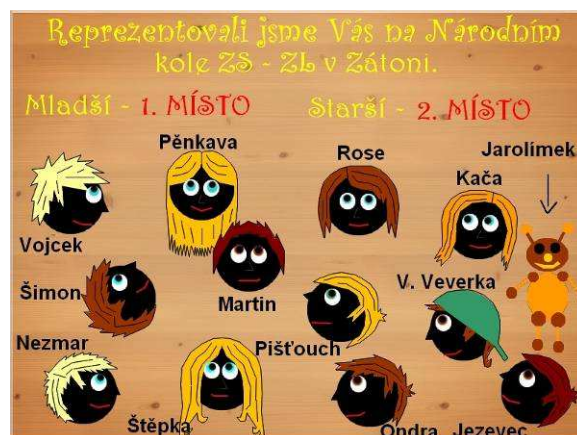 Reprezentovali jsme Vás na Národním
kole ZS - ZL v Zátoni.
Mladší - 1. MÍSTO
Starší - 2. MÍSTO
Pěnkava
Rose
Jarolímek
Kača
Vojcek
Šimon
Martin
V. Veverka
Nezmar
Pišťouch
Štěpka
Ondra
Jezevec